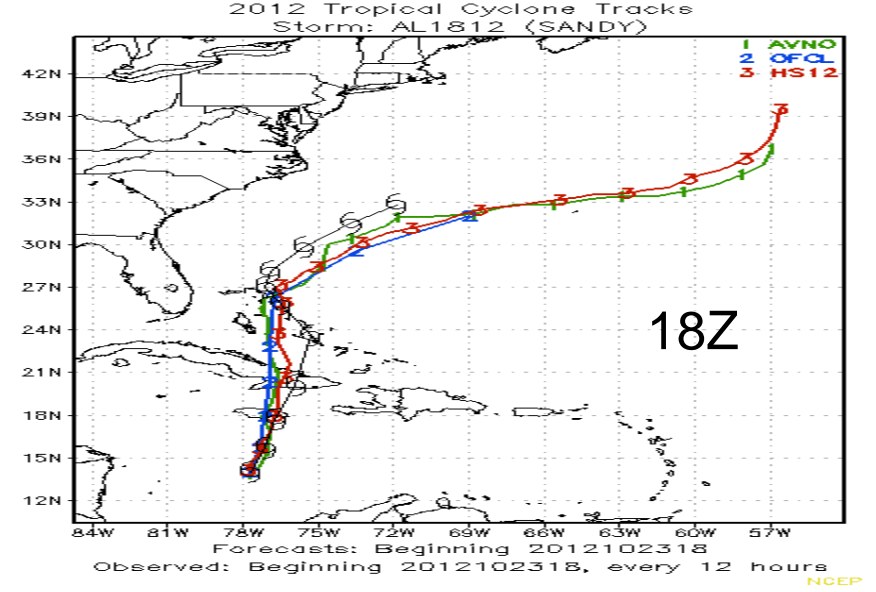 2012 Tropical Cyclone Tracks
Storm: AL1812 (SANDY)
1 AVNO
2 OFCL
3 HS12
42N
39N
36N
33N
30N
27N
24N
21N
18N
15N
12N
18Z
84W 81W 78W 75W 72W 69W 66W 63W 60W 57W
Forecasts: Beginning 2012102318
Observed: Beginning 2012102318, every 12 hours
NCEP